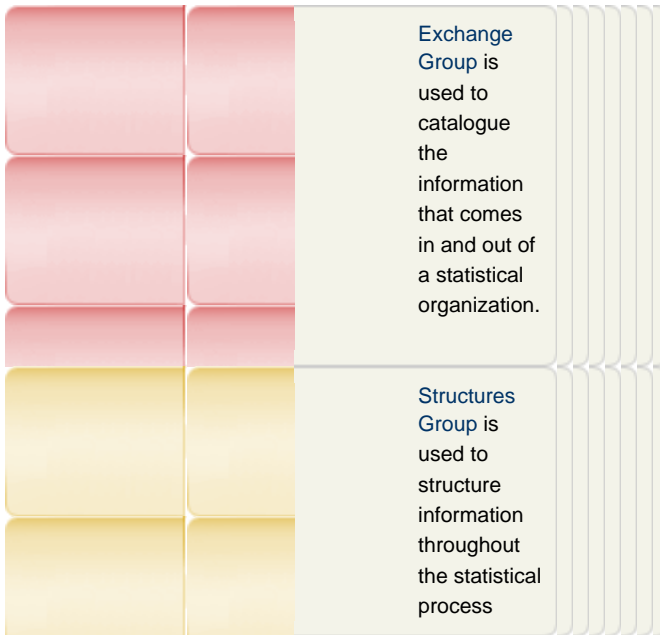 Exchange
Group is
used to
catalogue
the
information
that comes
in and out of
a statistical
organization.
Structures
Group is
used to
structure
information
throughout
the statistical
process